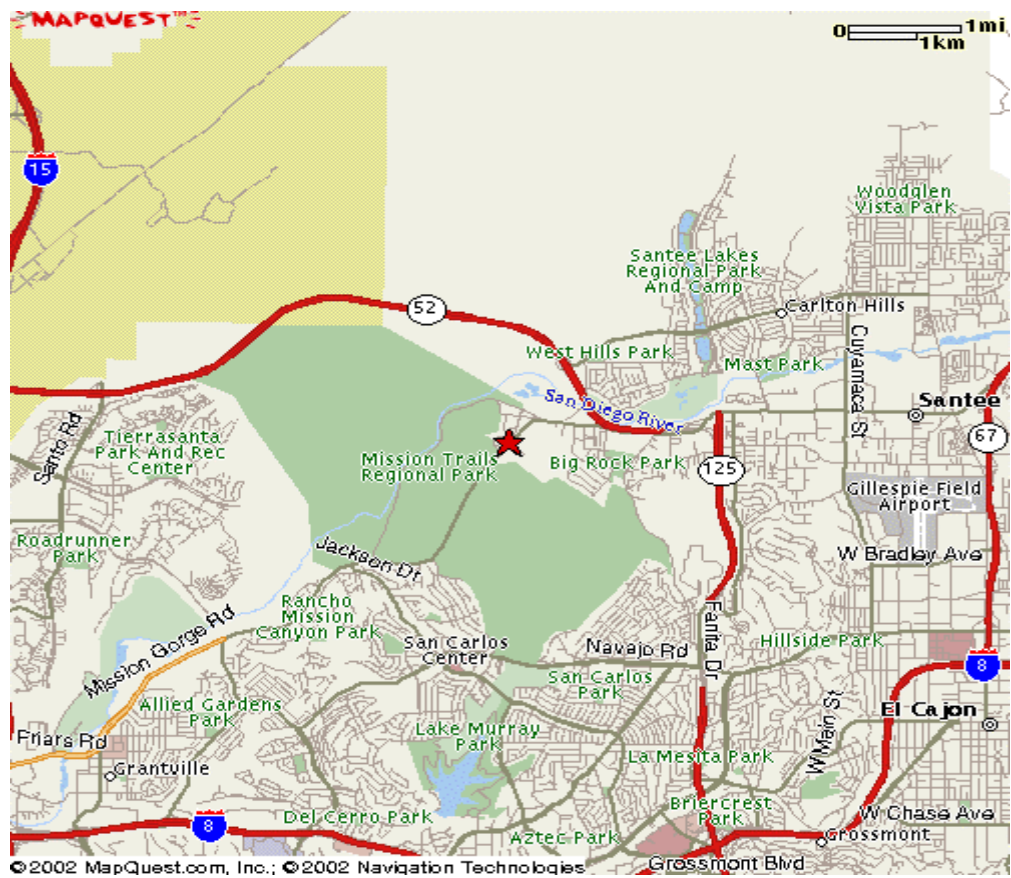 MAPQUEST™
0 1mi
1km
15
Woodglen
Vista Park
Santee Lakes
Regional Park
And Camp
52
Carlton Hills
West Hills Park
Mast Park
Cuyamaca St
San Diego River
Santee
Santo Rd
Tierrasanta
Park And Rec
Center
67
Mission Trails
Regional Park
Big Rock Park
125
Gillespie Field
Airport
Roadrunner
Park
Jackson Dr
W Bradley Ave
Rancho
Mission
Canyon Park
Mission Gorge Rd
San Carlos
Center
Navajo Rd
Fanita Dr
Hillside Park
8
San Carlos
Park
Allied Gardens
Park
W Main St
El Cajon
Lake Murray
Park
Friars Rd
La Mesita Park
Grantville
8
Del Cerro Park
Briercrest
Park
W Chase Ave
Aztec Park
Grossmont
Grossmont Blvd
©2002 MapQuest.com, Inc.; ©2002 Navigation Technologies